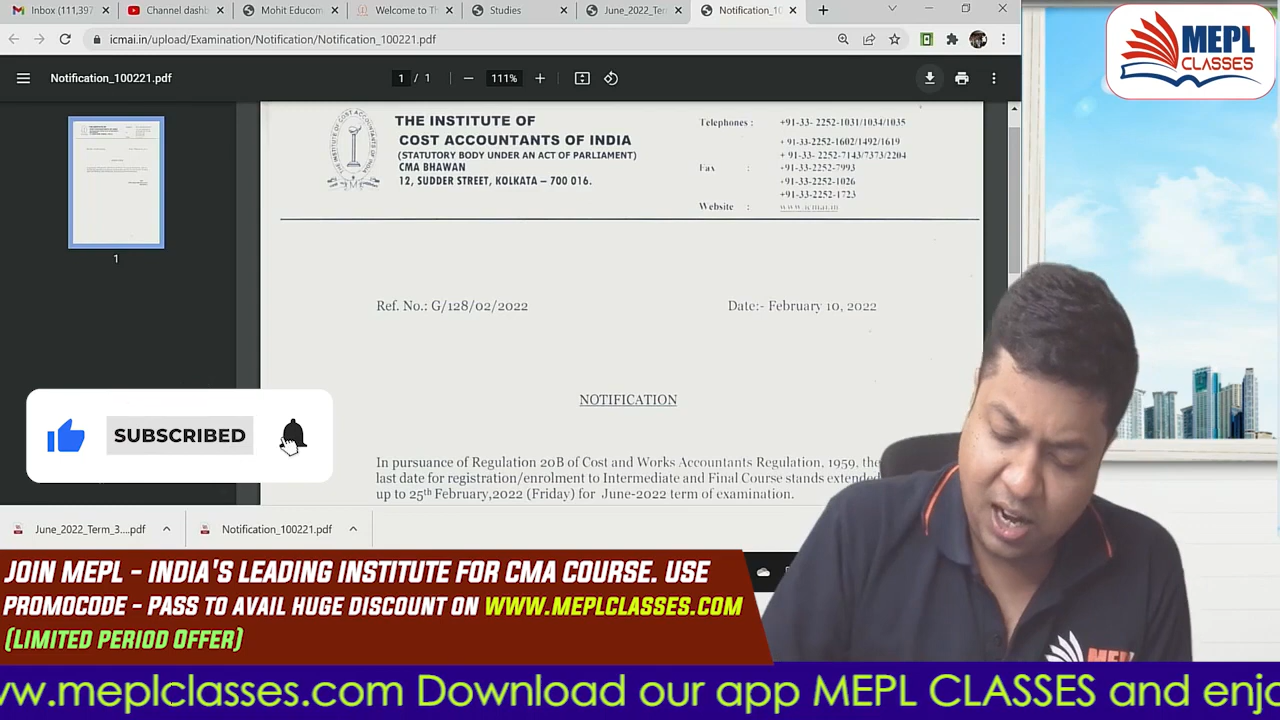 Inbox (111,397
Channel dashb
Mohit Educom
Welcome to Th
Studies
June_2022_Ter
Notification_10
icmai.in/upload/Examination/Notification/Notification_100221.pdf
Notification_100221.pdf
1 / 1
111%
MEPL
CLASSES
THE INSTITUTE OF
COST ACCOUNTANTS OF INDIA
(STATUTORY BODY UNDER AN ACT OF PARLIAMENT)
CMA BHAWAN
12, SUDDER STREET, KOLKATA – 700 016.
Telephones : +91-33- 2252-1031/1034/1035
+ 91-33- 2252-1602/1492/1619
+ 91-33- 2252-7143/7373/2204
Fax : +91-33-2252-7993
+91-33-2252-1026
+91-33-2252-1723
Website : www.icmai.in
1
Ref. No.: G/128/02/2022
Date:- February 10, 2022
NOTIFICATION
SUBSCRIBED
In pursuance of Regulation 20B of Cost and Works Accountants Regulation, 1959, the
last date for registration/enrolment to Intermediate and Final Course stands extended
up to 25th February,2022 (Friday) for June-2022 term of examination.
June_2022_Term_3....pdf
Notification_100221.pdf
JOIN MEPL - INDIA'S LEADING INSTITUTE FOR CMA COURSE. USE
PROMOCODE - PASS TO AVAIL HUGE DISCOUNT ON WWW.MEPLCLASSES.COM
(LIMITED PERIOD OFFER)
MEPL
ww.meplclasses.com Download our app MEPL CLASSES and enjo